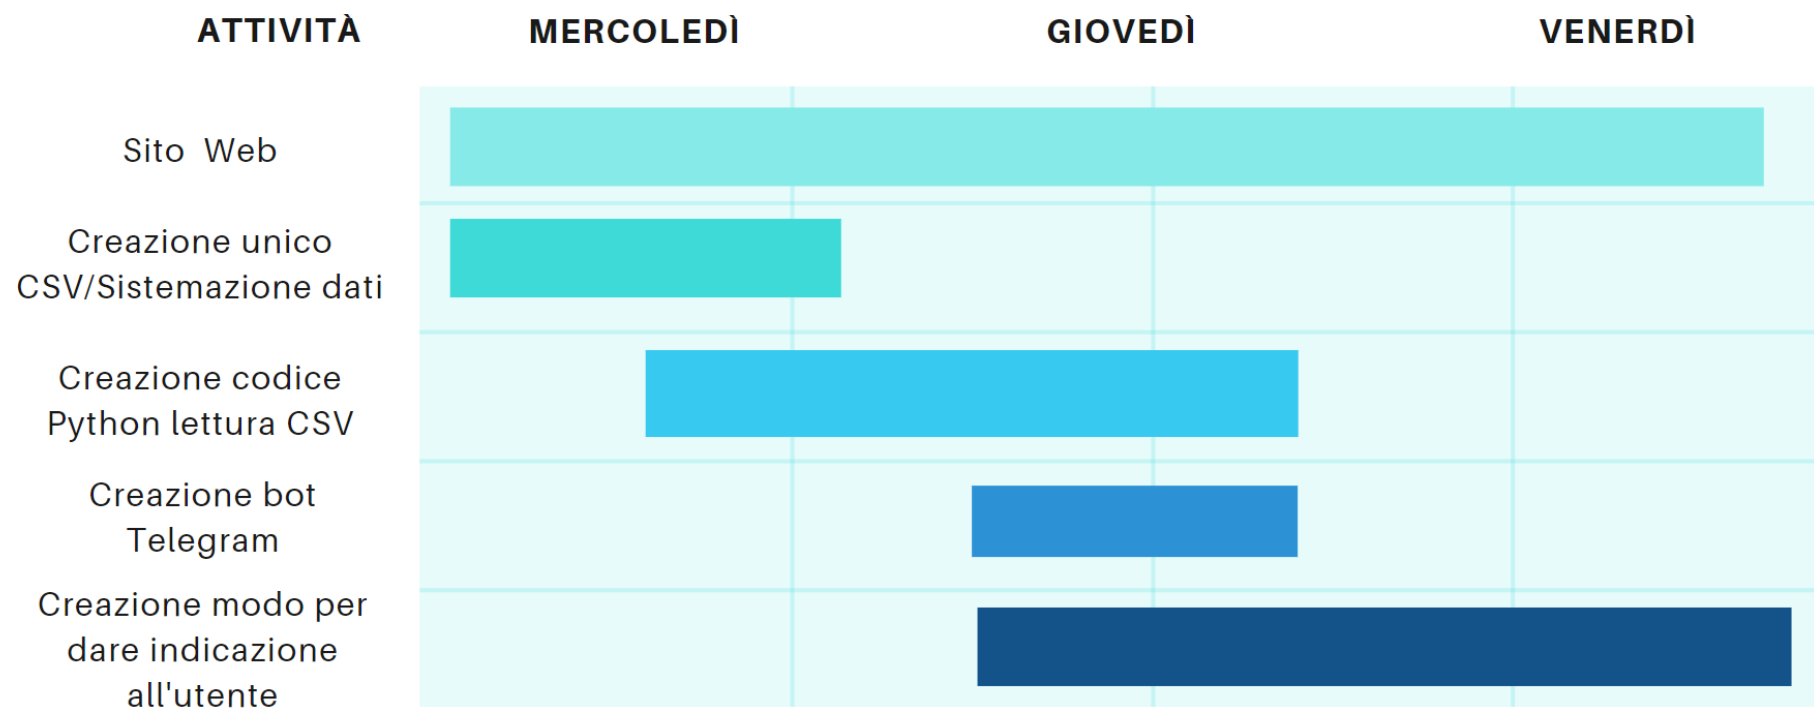 ATTIVITÀ MERCOLEDÌ GIOVEDÌ VENERDÌ
Sito Web
Creazione unico
CSV/Sistemazione dati
Creazione codice
Python lettura CSV
Creazione bot
Telegram
Creazione modo per
dare indicazione
all'utente